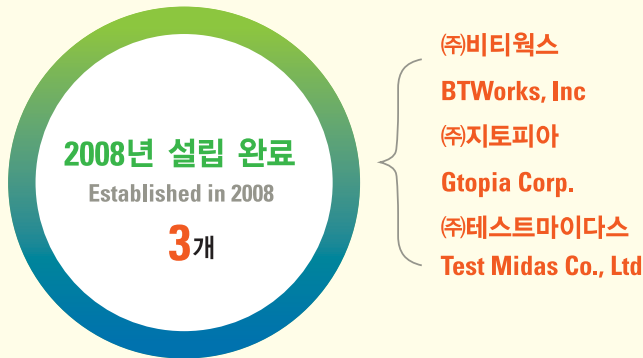 2008년 설립 완료
Established in 2008
3개
㈜비티웍스
BTWorks, Inc
㈜지토피아
Gtopia Corp.
㈜테스트마이다스
Test Midas Co., Ltd